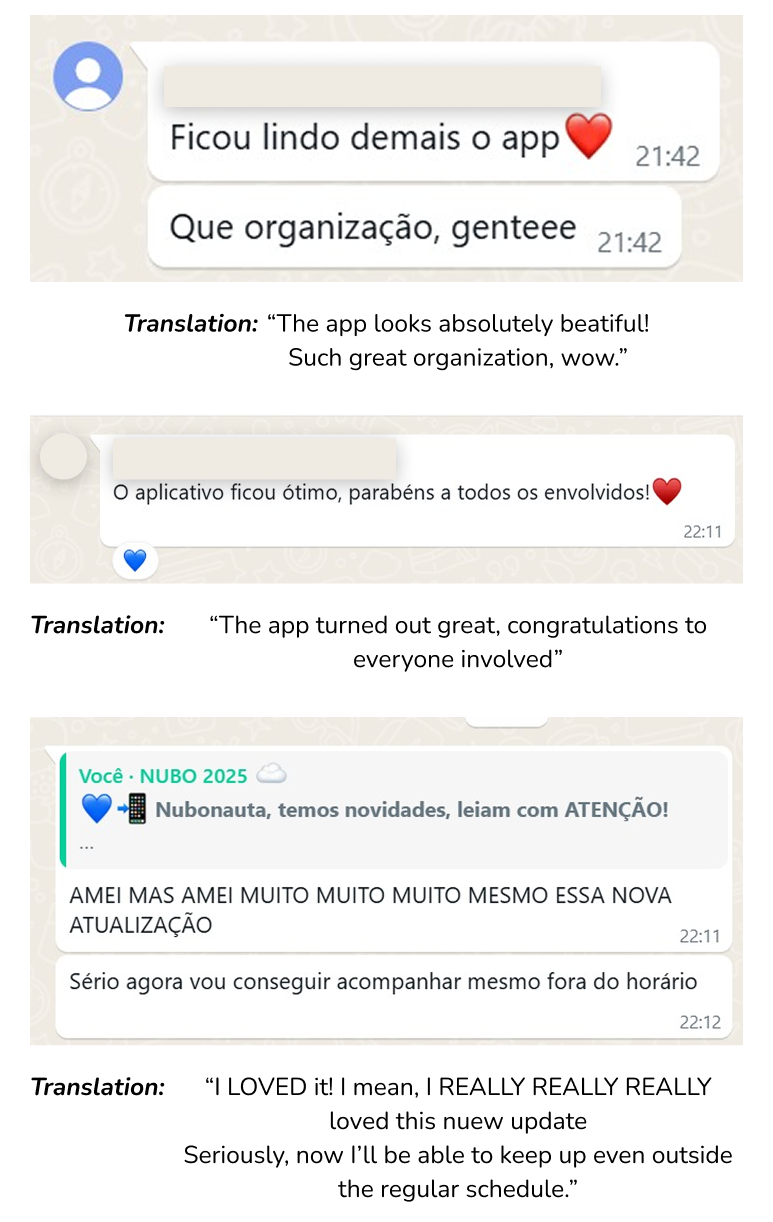 Ficou lindo demais o app❤️ 21:42
Que organização, genteee 21:42
Translation: “The app looks absolutely beatiful!
Such great organization, wow.”
O aplicativo ficou ótimo, parabéns a todos os envolvidos!♥️
22:11
💙
Translation: “The app turned out great, congratulations to
everyone involved”
Você · NUBO 2025 ☁️
💙📲 Nubonauta, temos novidades, leiam com ATENÇÃO!
...
AMEI MAS AMEI MUITO MUITO MUITO MESMO ESSA NOVA
ATUALIZAÇÃO
22:11
Sério agora vou conseguir acompanhar mesmo fora do horário
22:12
Translation: “I LOVED it! I mean, I REALLY REALLY REALLY
loved this nuew update
Seriously, now I’ll be able to keep up even outside
the regular schedule.”